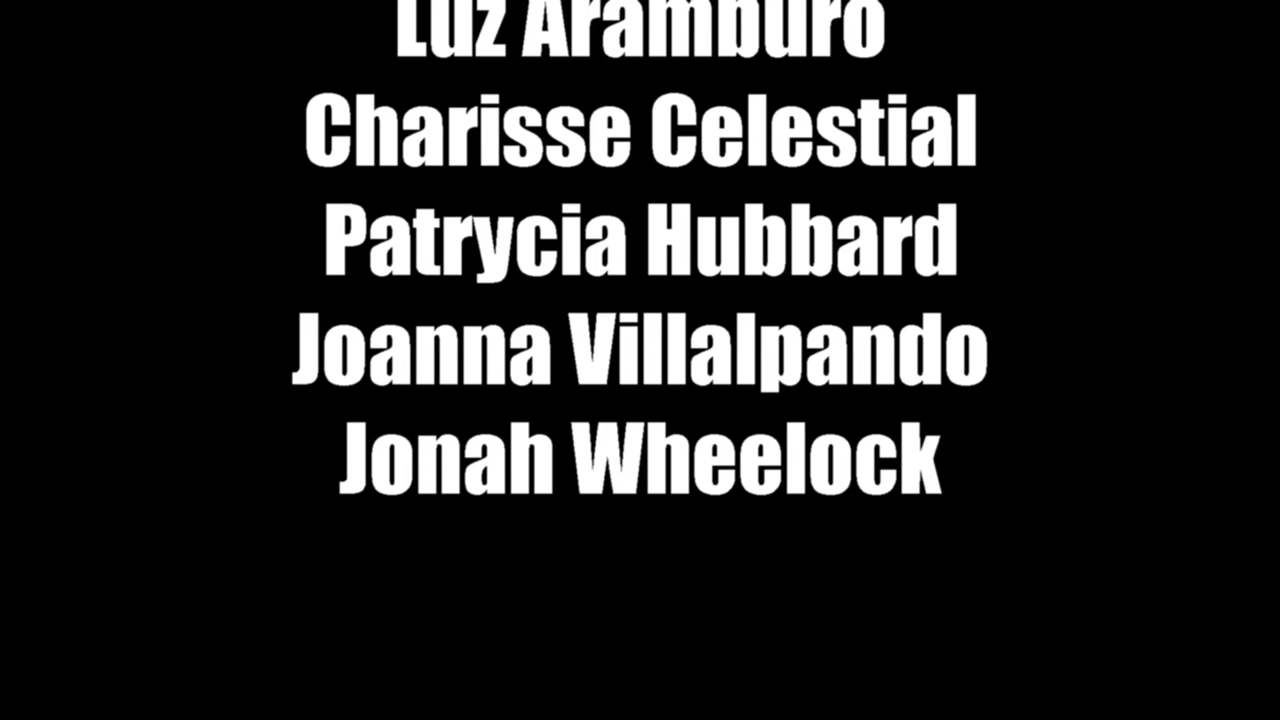 Luz Aramburo
Charisse Celestial
Patrycia Hubbard
Joanna Villalpando
Jonah Wheelock